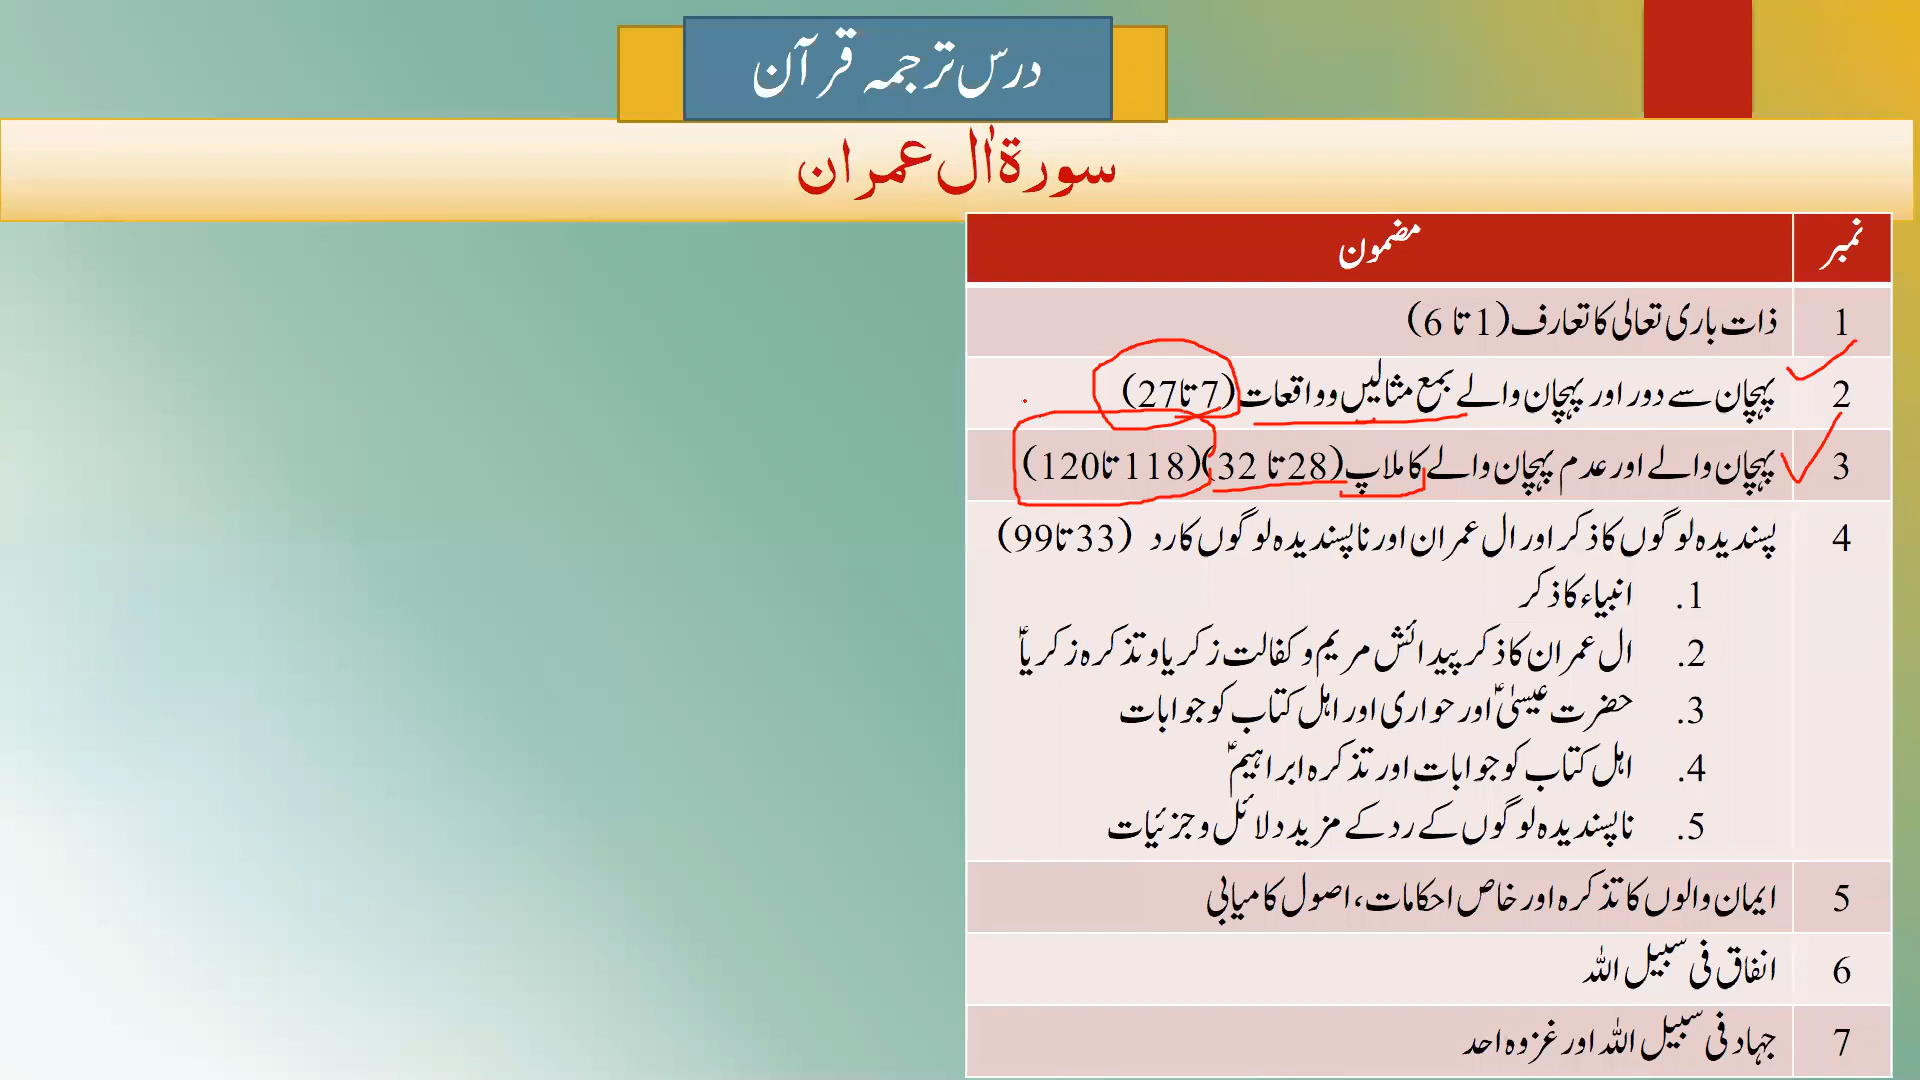 درس ترجمہ قرآن
سورۃ اٰل عمران
نمبر مضمون
1 ذات باری تعالی کا تعارف (1 تا 6)
2 پہچان سے دور اور پہچان والے بمع مثالیں و واقعات (7 تا 27)
3 پہچان والے اور عدم پہچان والے کا ملاپ (28 تا 32) (118 تا 120)
4 پسندیدہ لوگوں کا ذکر اور ال عمران اور ناپسندیدہ لوگوں کا رد (33 تا 99)
1. انبیاء کا ذکر
2. ال عمران کا ذکر پیدائش مریم و کفالت زکریا و تذکرہ زکریاؑ
3. حضرت عیسیٰؑ اور حواری اور اہل کتاب کو جوابات
4. اہل کتاب کو جوابات اور تذکرہ ابراہیمؑ
5. ناپسندیدہ لوگوں کے رد کے مزید دلائل و جزئیات
5 ایمان والوں کا تذکرہ اور خاص احکامات، اصول کامیابی
6 انفاق فی سبیل اللہ
7 جہاد فی سبیل اللہ اور غزوہ احد